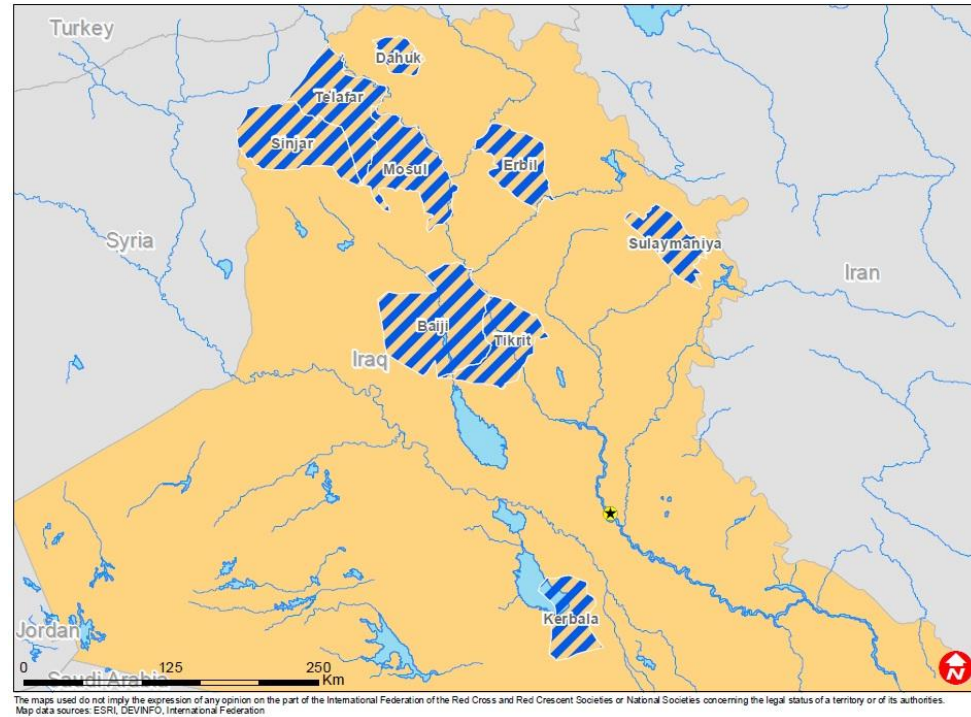 Turkey
Dahuk
Telafar
Sinjar
Mosul
Erbil
Syria
Sulaymaniya
Iran
Baiji
Tikrit
Iraq
Kerbala
Jordan
0 125 250
Km
Saudi Arabia
N
The maps used do not imply the expression of any opinion on the part of the International Federation of the Red Cross and Red Crescent Societies or National Societies concerning the legal status of a territory or of its authorities.
Map data sources: ESRI, DEVINFO, International Federation